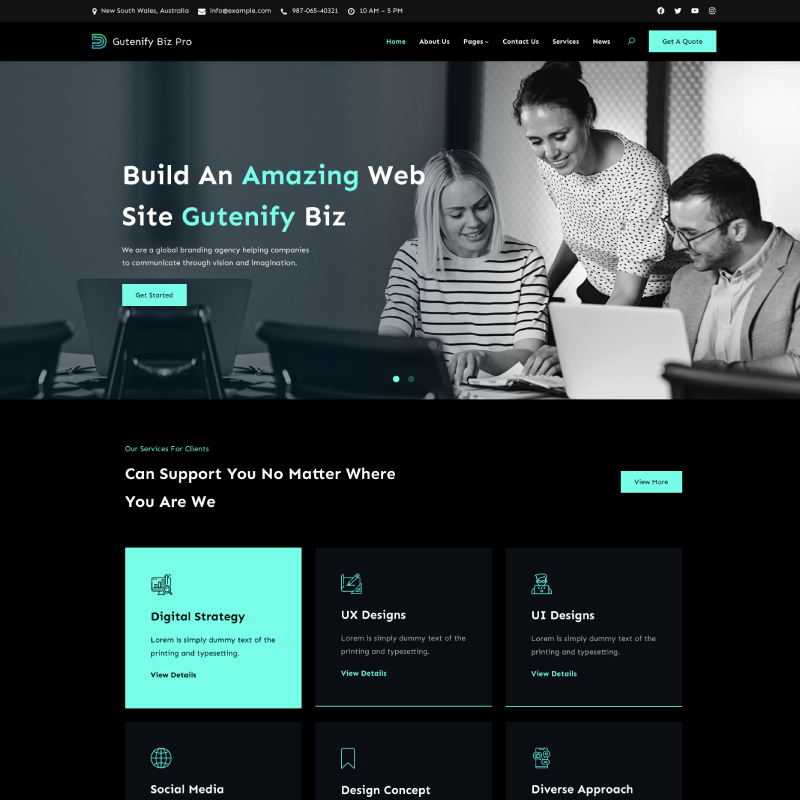 New South Wales, Australia info@example.com 987-065-40321 10 AM – 5 PM
Gutenify Biz Pro Home About Us Pages Contact Us Services News Get A Quote
Build An Amazing Web
Site Gutenify Biz
We are a global branding agency helping companies
to communicate through vision and imagination.
Get Started
Our Services For Clients
Can Support You No Matter Where
You Are We
View More
Digital Strategy
Lorem is simply dummy text of the
printing and typesetting.
View Details
UX Designs
Lorem is simply dummy text of the
printing and typesetting.
View Details
UI Designs
Lorem is simply dummy text of the
printing and typesetting.
View Details
Social Media
Design Concept
Diverse Approach